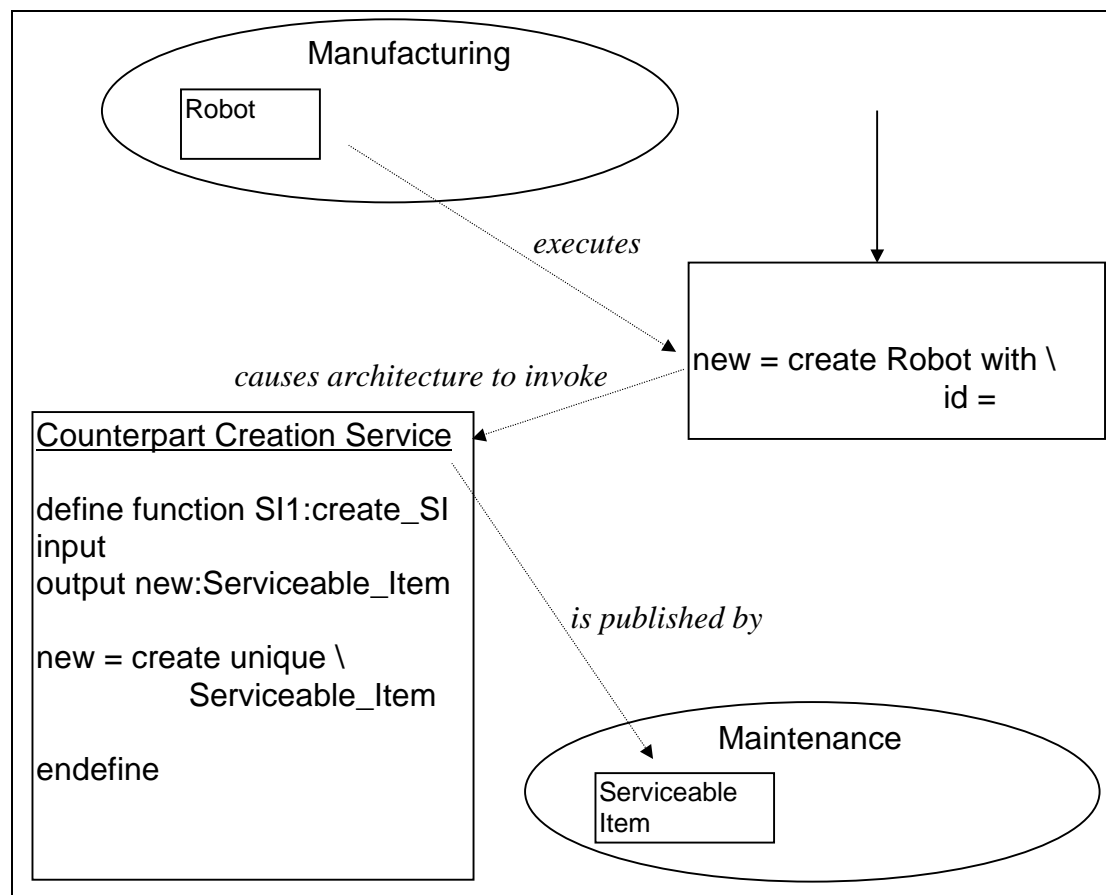 Manufacturing
Robot
executes
new = create Robot with \
id =
causes architecture to invoke
Counterpart Creation Service
define function SI1:create_SI
input
output new:Serviceable_Item
new = create unique \
Serviceable_Item
endefine
is published by
Maintenance
Serviceable
Item